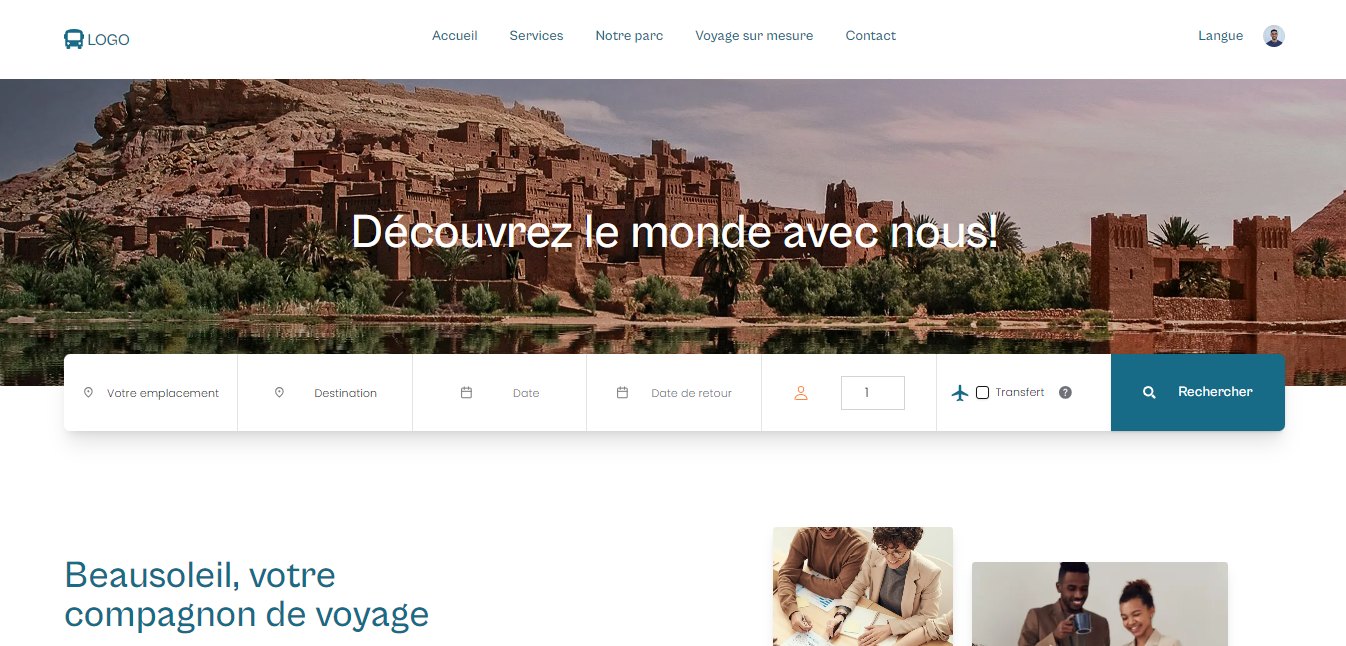 LOGO
Accueil
Services
Notre parc
Voyage sur mesure
Contact
Langue
Découvrez le monde avec nous!
Votre emplacement
Destination
Date
Date de retour
1
Transfert
?
Rechercher
Beausoleil, votre
compagnon de voyage